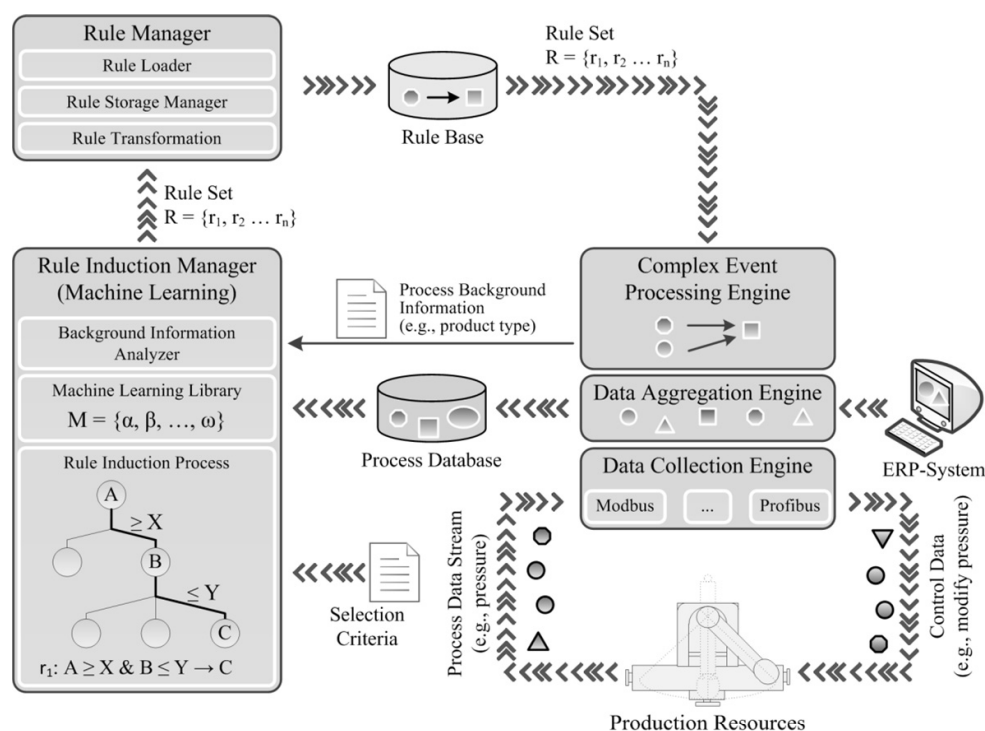 Rule Manager
Rule Loader
Rule Storage Manager
Rule Transformation
Rule Base
Rule Set
R = {r₁, r₂ … rₙ}
Rule Set
R = {r₁, r₂ … rₙ}
Rule Induction Manager
(Machine Learning)
Background Information
Analyzer
Machine Learning Library
M = {α, β, …, ω}
Rule Induction Process
A
≥ X
B
≤ Y
C
r₁: A ≥ X & B ≤ Y → C
Process Background
Information
(e.g., product type)
Process Database
Selection
Criteria
Complex Event
Processing Engine
Data Aggregation Engine
Data Collection Engine
Modbus
...
Profibus
ERP-System
Process Data Stream
(e.g., pressure)
Control Data
(e.g., modify pressure)
Production Resources